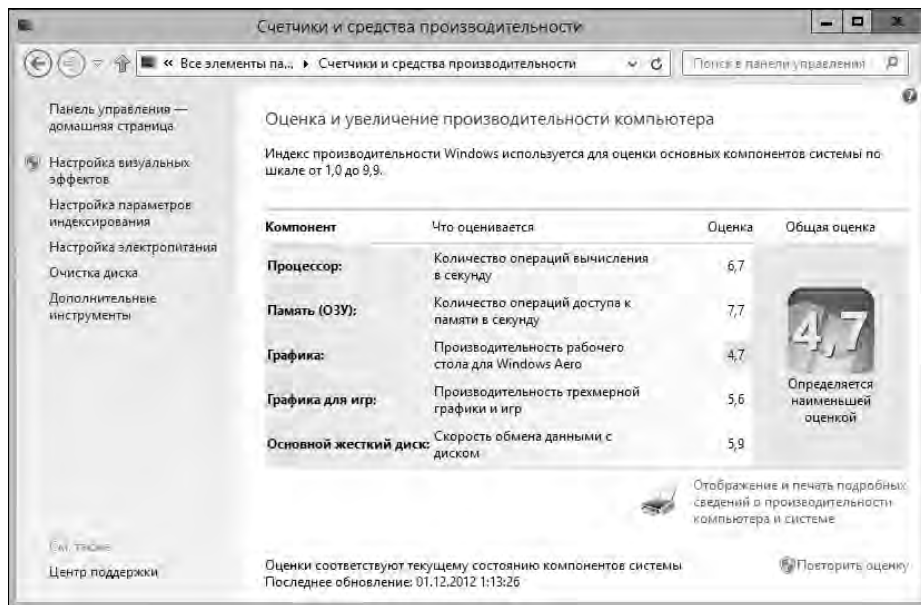 Счетчики и средства производительности
« Все элементы па... ▸ Счетчики и средства производительности
Поиск в панели управления
Панель управления —
домашняя страница
Настройка визуальных
эффектов
Настройка параметров
индексирования
Настройка электропитания
Очистка диска
Дополнительные
инструменты
См. также
Центр поддержки
Оценка и увеличение производительности компьютера
Индекс производительности Windows используется для оценки основных компонентов системы по
шкале от 1,0 до 9,9.
Компонент Что оценивается Оценка Общая оценка
Процессор: Количество операций вычисления
в секунду 6,7
Память (ОЗУ): Количество операций доступа к
памяти в секунду 7,7
Графика: Производительность рабочего
стола для Windows Aero 4,7
Графика для игр: Производительность трехмерной
графики и игр 5,6
Основной жесткий диск: Скорость обмена данными с
диском 5,9
4,7
Определяется
наименьшей
оценкой
Отображение и печать подробных
сведений о производительности
компьютера и системе
Оценки соответствуют текущему состоянию компонентов системы
Последнее обновление: 01.12.2012 1:13:26
Повторить оценку